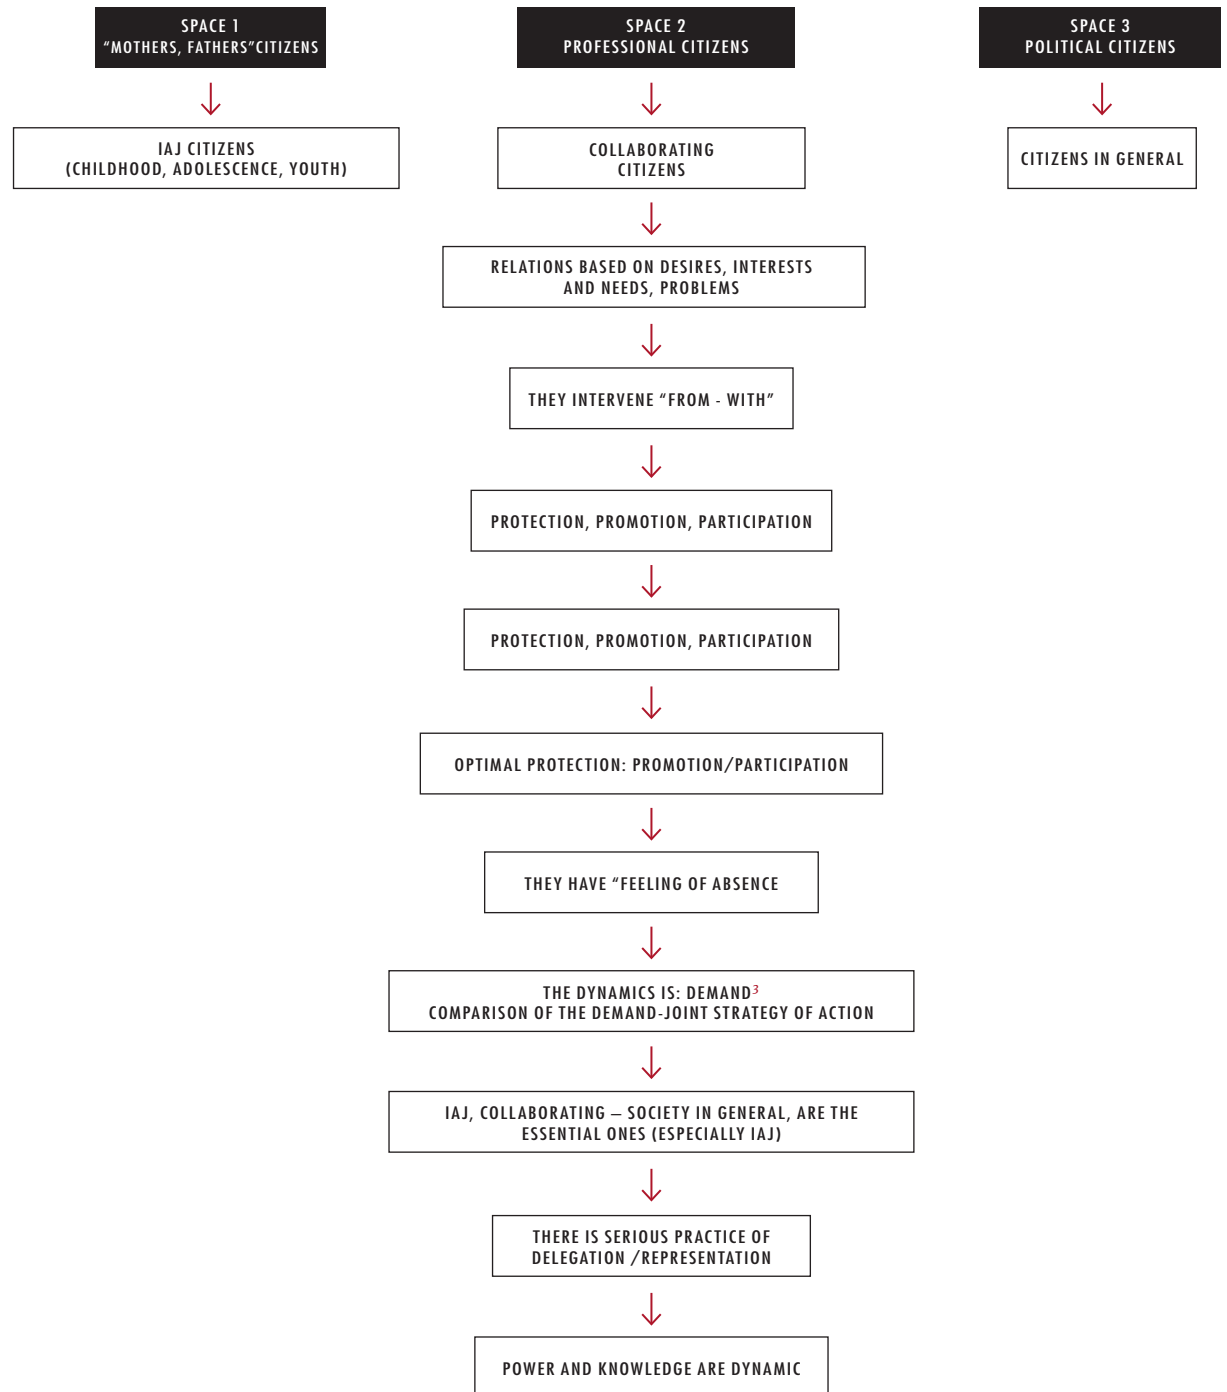 SPACE 1
“MOTHERS, FATHERS”CITIZENS
SPACE 2
PROFESSIONAL CITIZENS
SPACE 3
POLITICAL CITIZENS
IAJ CITIZENS
(CHILDHOOD, ADOLESCENCE, YOUTH)
COLLABORATING
CITIZENS
CITIZENS IN GENERAL
RELATIONS BASED ON DESIRES, INTERESTS
AND NEEDS, PROBLEMS
THEY INTERVENE “FROM - WITH”
PROTECTION, PROMOTION, PARTICIPATION
PROTECTION, PROMOTION, PARTICIPATION
OPTIMAL PROTECTION: PROMOTION/PARTICIPATION
THEY HAVE “FEELING OF ABSENCE
THE DYNAMICS IS: DEMAND³
COMPARISON OF THE DEMAND-JOINT STRATEGY OF ACTION
IAJ, COLLABORATING – SOCIETY IN GENERAL, ARE THE
ESSENTIAL ONES (ESPECIALLY IAJ)
THERE IS SERIOUS PRACTICE OF
DELEGATION /REPRESENTATION
POWER AND KNOWLEDGE ARE DYNAMIC